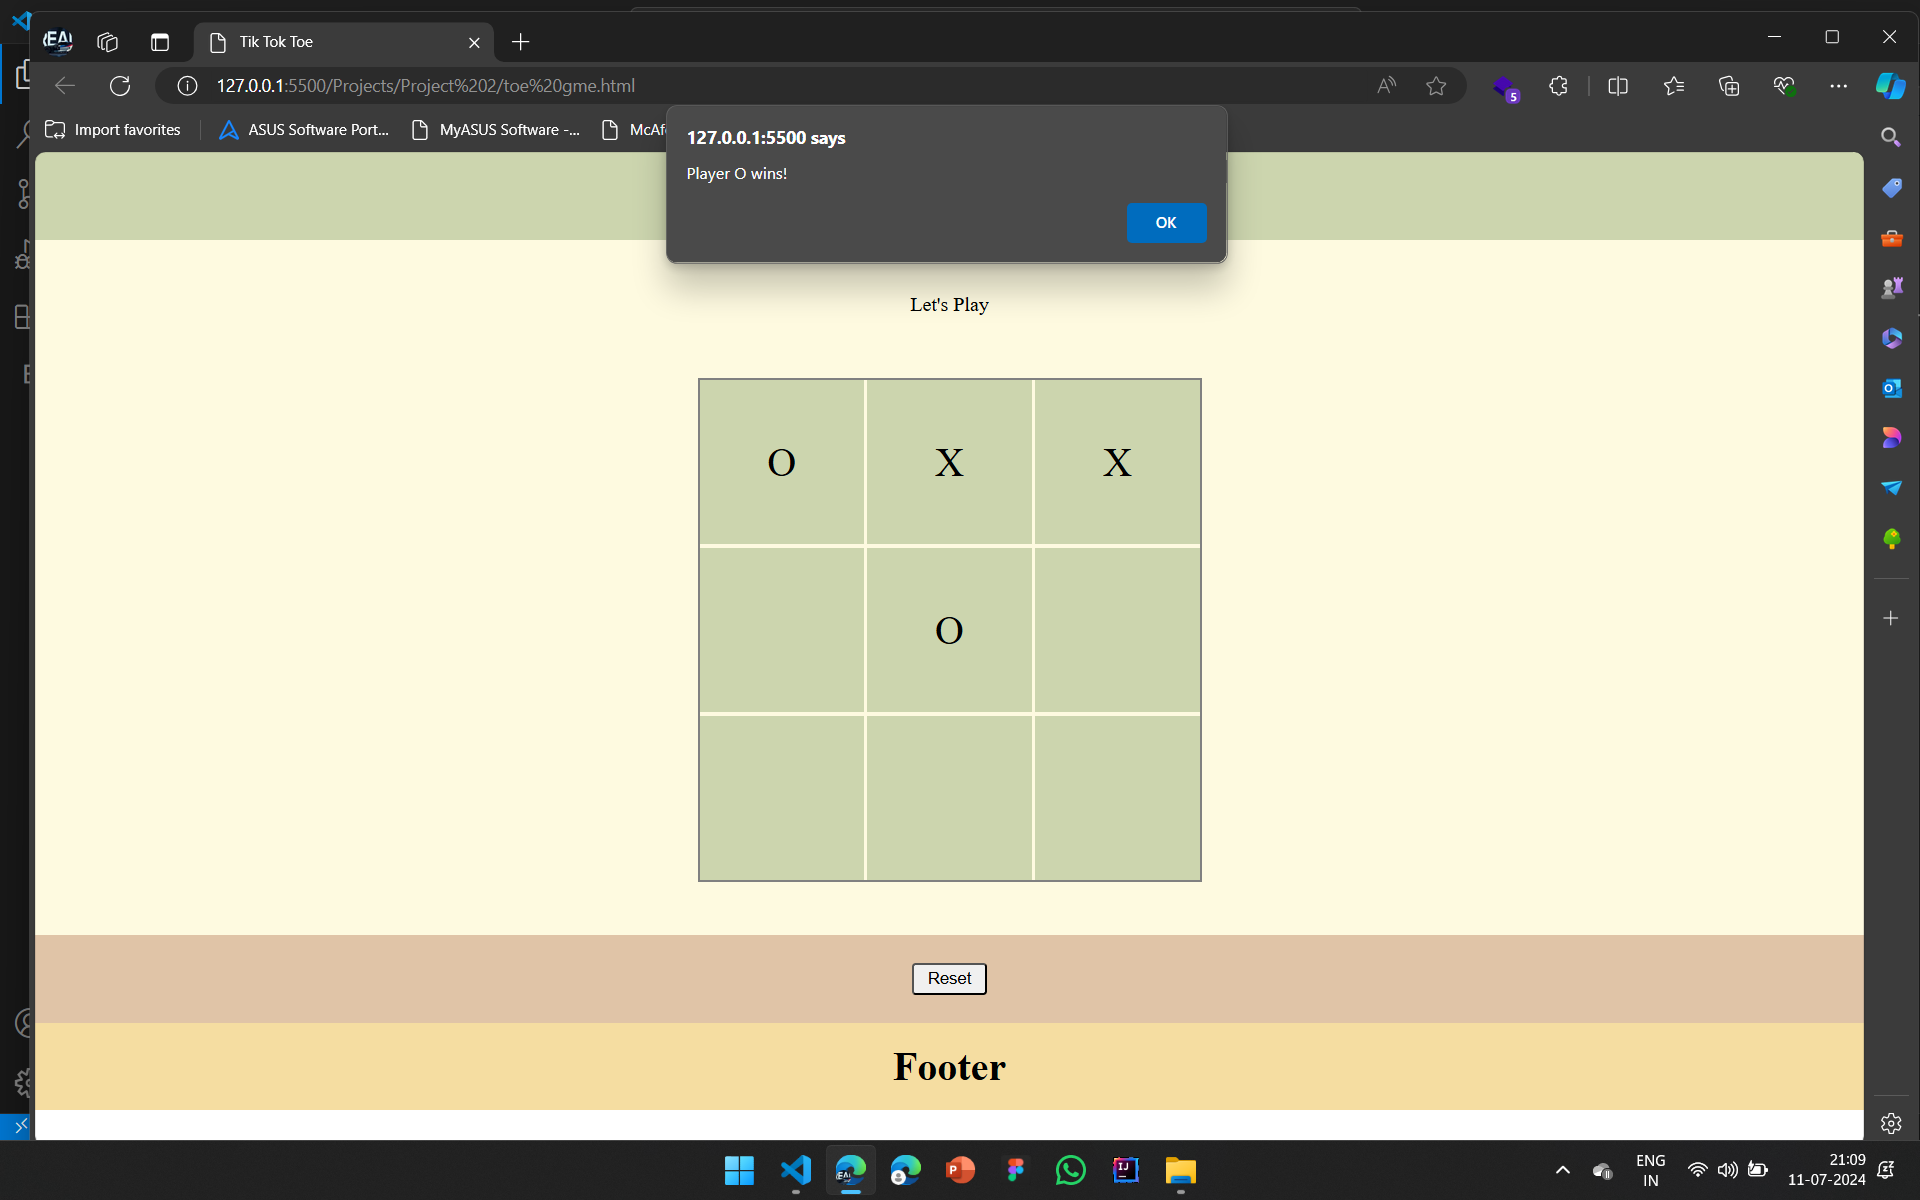 Tik Tok Toe
127.0.0.1:5500/Projects/Project%202/toe%20gme.html
5
Import favorites
ASUS Software Port...
MyASUS Software -...
McAf
127.0.0.1:5500 says
Player O wins!
OK
Let's Play
O X X
O
Reset
Footer
ENG
IN
21:09
11-07-2024